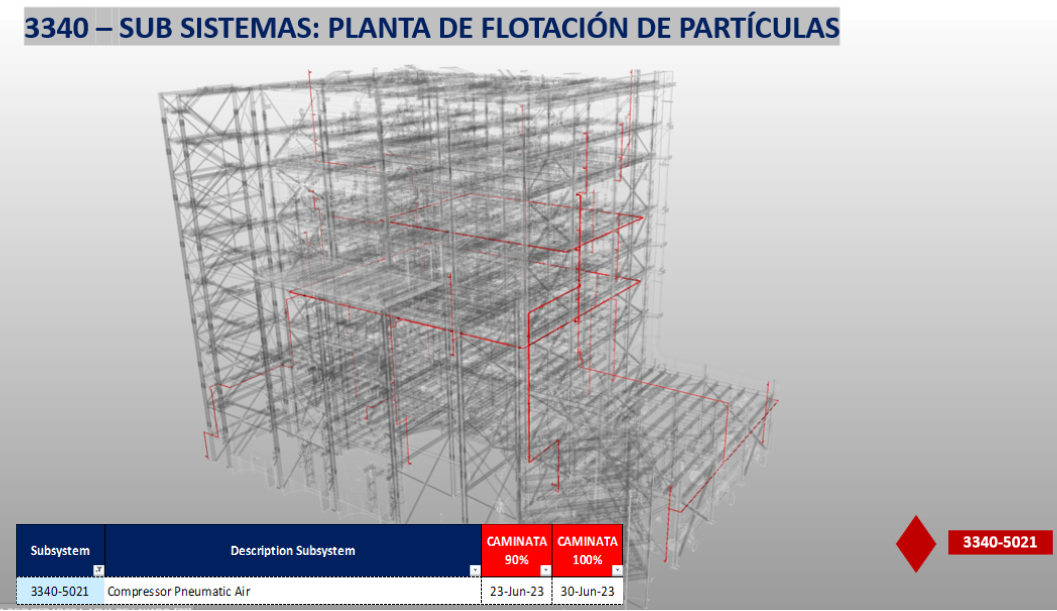 3340 – SUB SISTEMAS: PLANTA DE FLOTACIÓN DE PARTÍCULAS
3340-5021
Subsystem Description Subsystem CAMINATA 90% CAMINATA 100%
3340-5021 Compressor Pneumatic Air 23-Jun-23 30-Jun-23